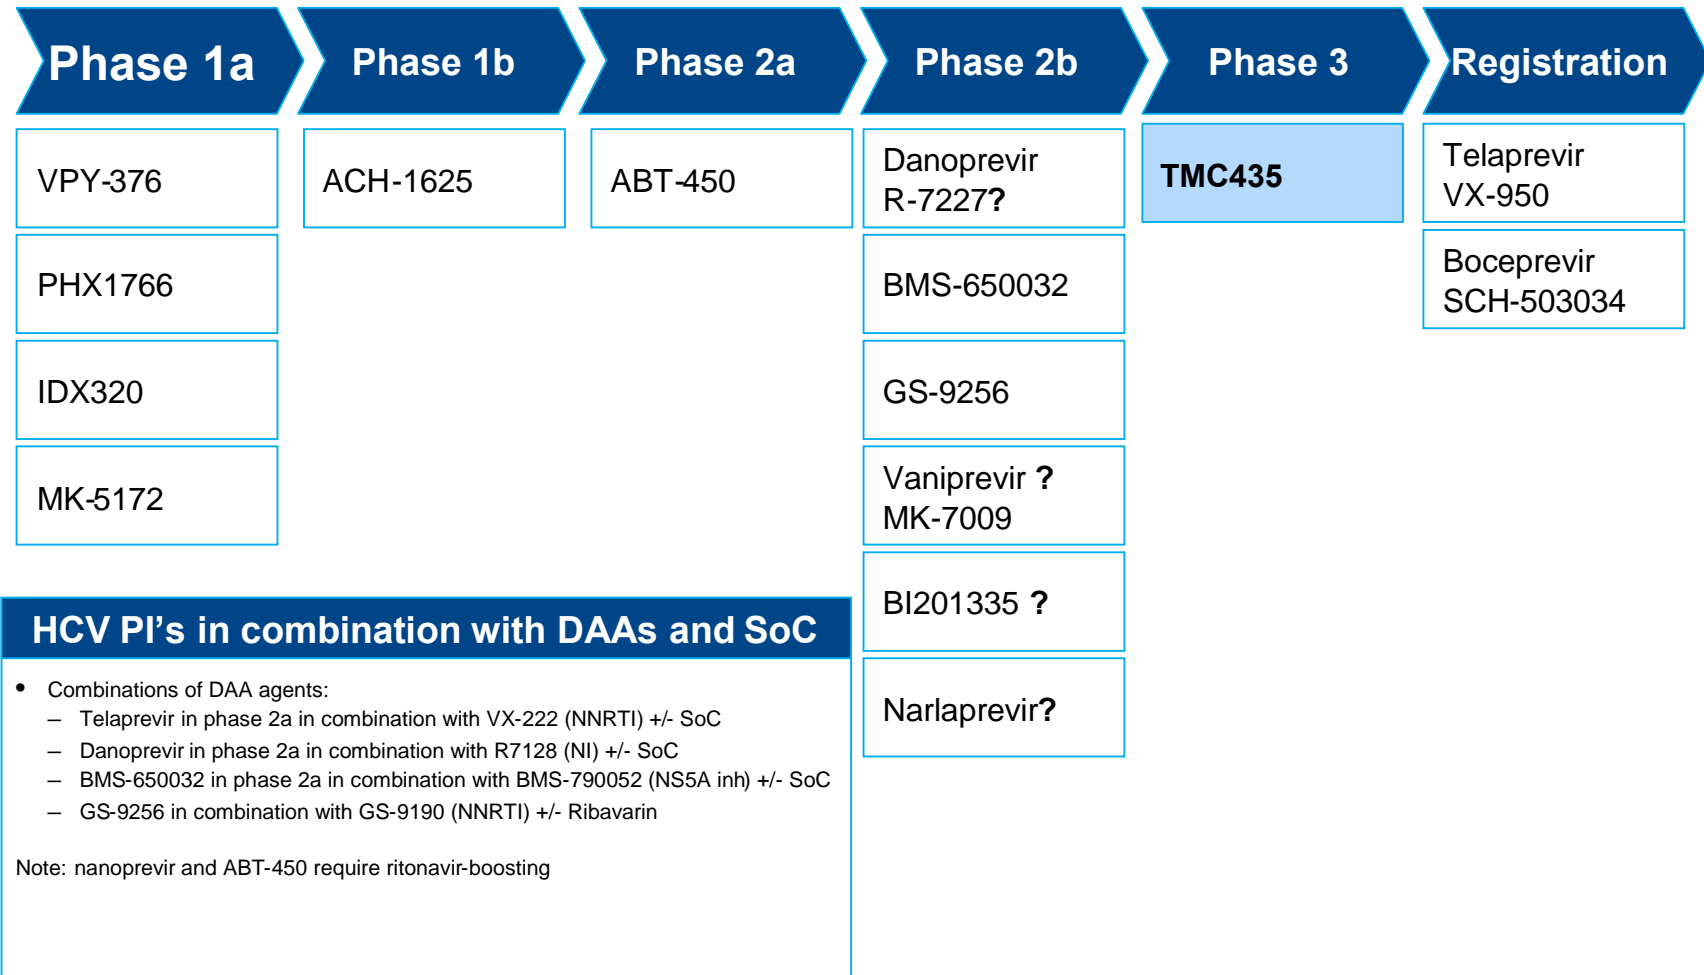 Phase 1a
Phase 1b
Phase 2a
Phase 2b
Phase 3
Registration
VPY-376
PHX1766
IDX320
MK-5172
ACH-1625
ABT-450
Danoprevir
R-7227?
BMS-650032
GS-9256
Vaniprevir ?
MK-7009
BI201335 ?
Narlaprevir?
TMC435
Telaprevir
VX-950
Boceprevir
SCH-503034
HCV PI’s in combination with DAAs and SoC
• Combinations of DAA agents:
– Telaprevir in phase 2a in combination with VX-222 (NNRTI) +/- SoC
– Danoprevir in phase 2a in combination with R7128 (NI) +/- SoC
– BMS-650032 in phase 2a in combination with BMS-790052 (NS5A inh) +/- SoC
– GS-9256 in combination with GS-9190 (NNRTI) +/- Ribavarin
Note: nanoprevir and ABT-450 require ritonavir-boosting